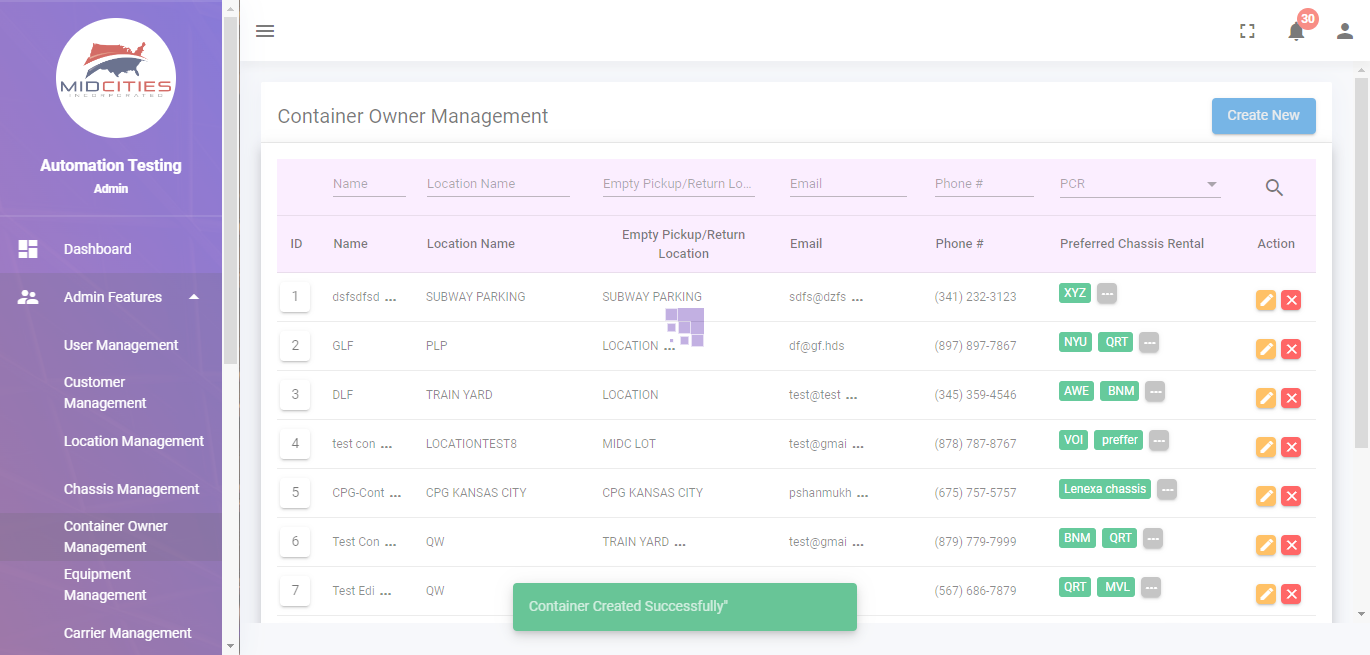 MIDCITIES
INCORPORATED
Automation Testing
Admin
Dashboard
Admin Features
User Management
Customer
Management
Location Management
Chassis Management
Container Owner
Management
Equipment
Management
Carrier Management
30
Container Owner Management
Create New
Name Location Name Empty Pickup/Return Lo... Email Phone # PCR
ID Name Location Name Empty Pickup/Return Email Phone # Preferred Chassis Rental Action
Location
1 dsfsdfsd ... SUBWAY PARKING SUBWAY PARKING sdfs@dzfs ... (341) 232-3123 XYZ ---
2 GLF PLP LOCATION ... df@gf.hds (897) 897-7867 NYU QRT ---
3 DLF TRAIN YARD LOCATION test@test ... (345) 359-4546 AWE BNM ---
4 test con ... LOCATIONTEST8 MIDC LOT test@gmai ... (878) 787-8767 VOI preffer ---
5 CPG-Cont ... CPG KANSAS CITY CPG KANSAS CITY pshanmukh ... (675) 757-5757 Lenexa chassis ---
6 Test Con ... QW TRAIN YARD ... test@gmai ... (879) 779-7999 BNM QRT ---
7 Test Edi ... QW (567) 686-7879 QRT MVL ---
Container Created Successfully"